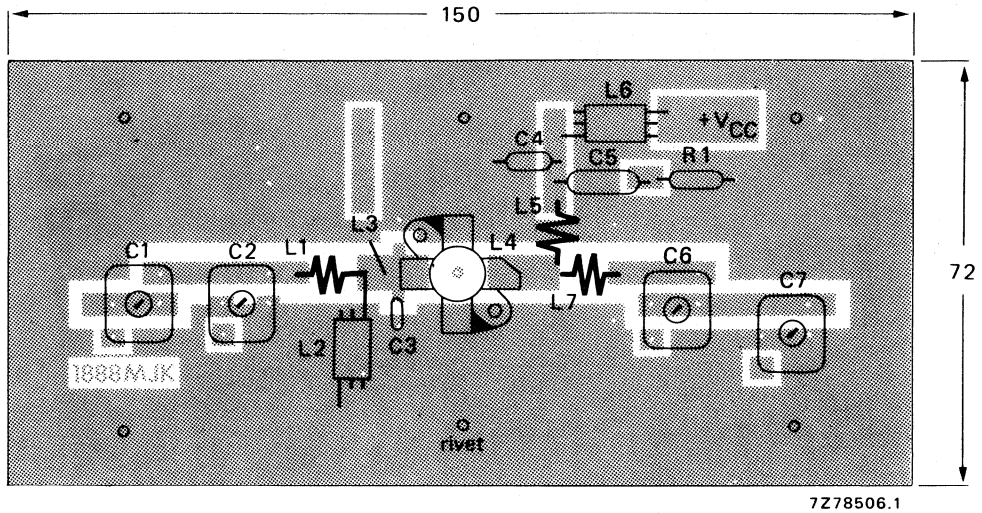 150
L6
+VCC
C4
C5
R1
L5
L3
L4
C1
C2
L1
C6
C7
72
L7
L2
C3
1888MJK
rivet
7Z78506.1